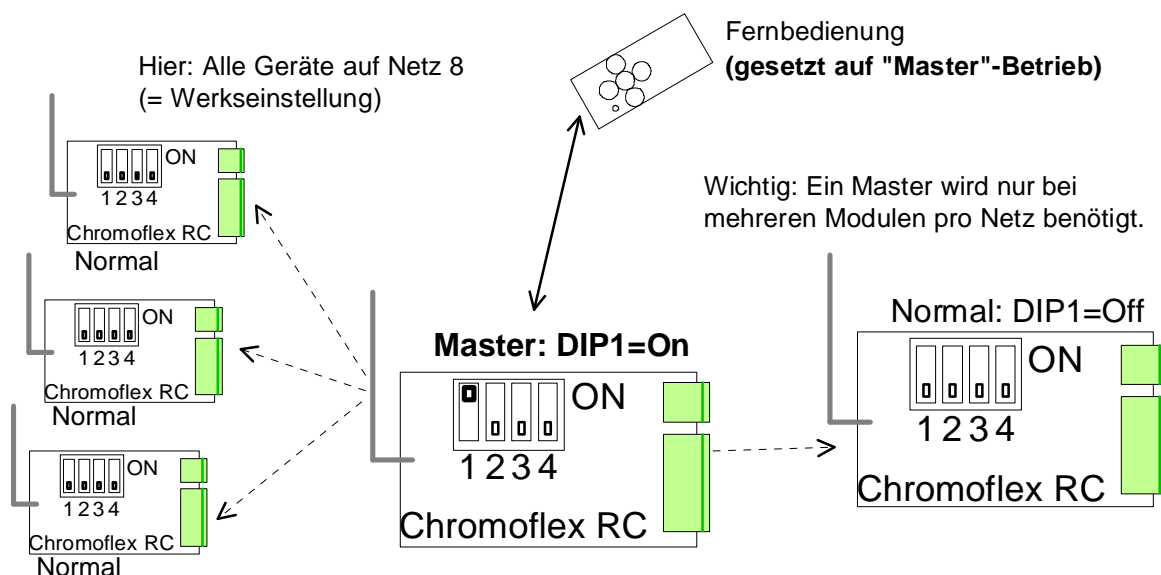 Fernbedienung
(gesetzt auf "Master"-Betrieb)
Hier: Alle Geräte auf Netz 8
(= Werkseinstellung)
ON
1234
Chromoflex RC
Normal
Wichtig: Ein Master wird nur bei
mehreren Modulen pro Netz benötigt.
ON
1234
Chromoflex RC
Normal
ON
1234
Chromoflex RC
Normal
Master: DIP1=On
ON
1234
Chromoflex RC
Normal: DIP1=Off
ON
1234
Chromoflex RC